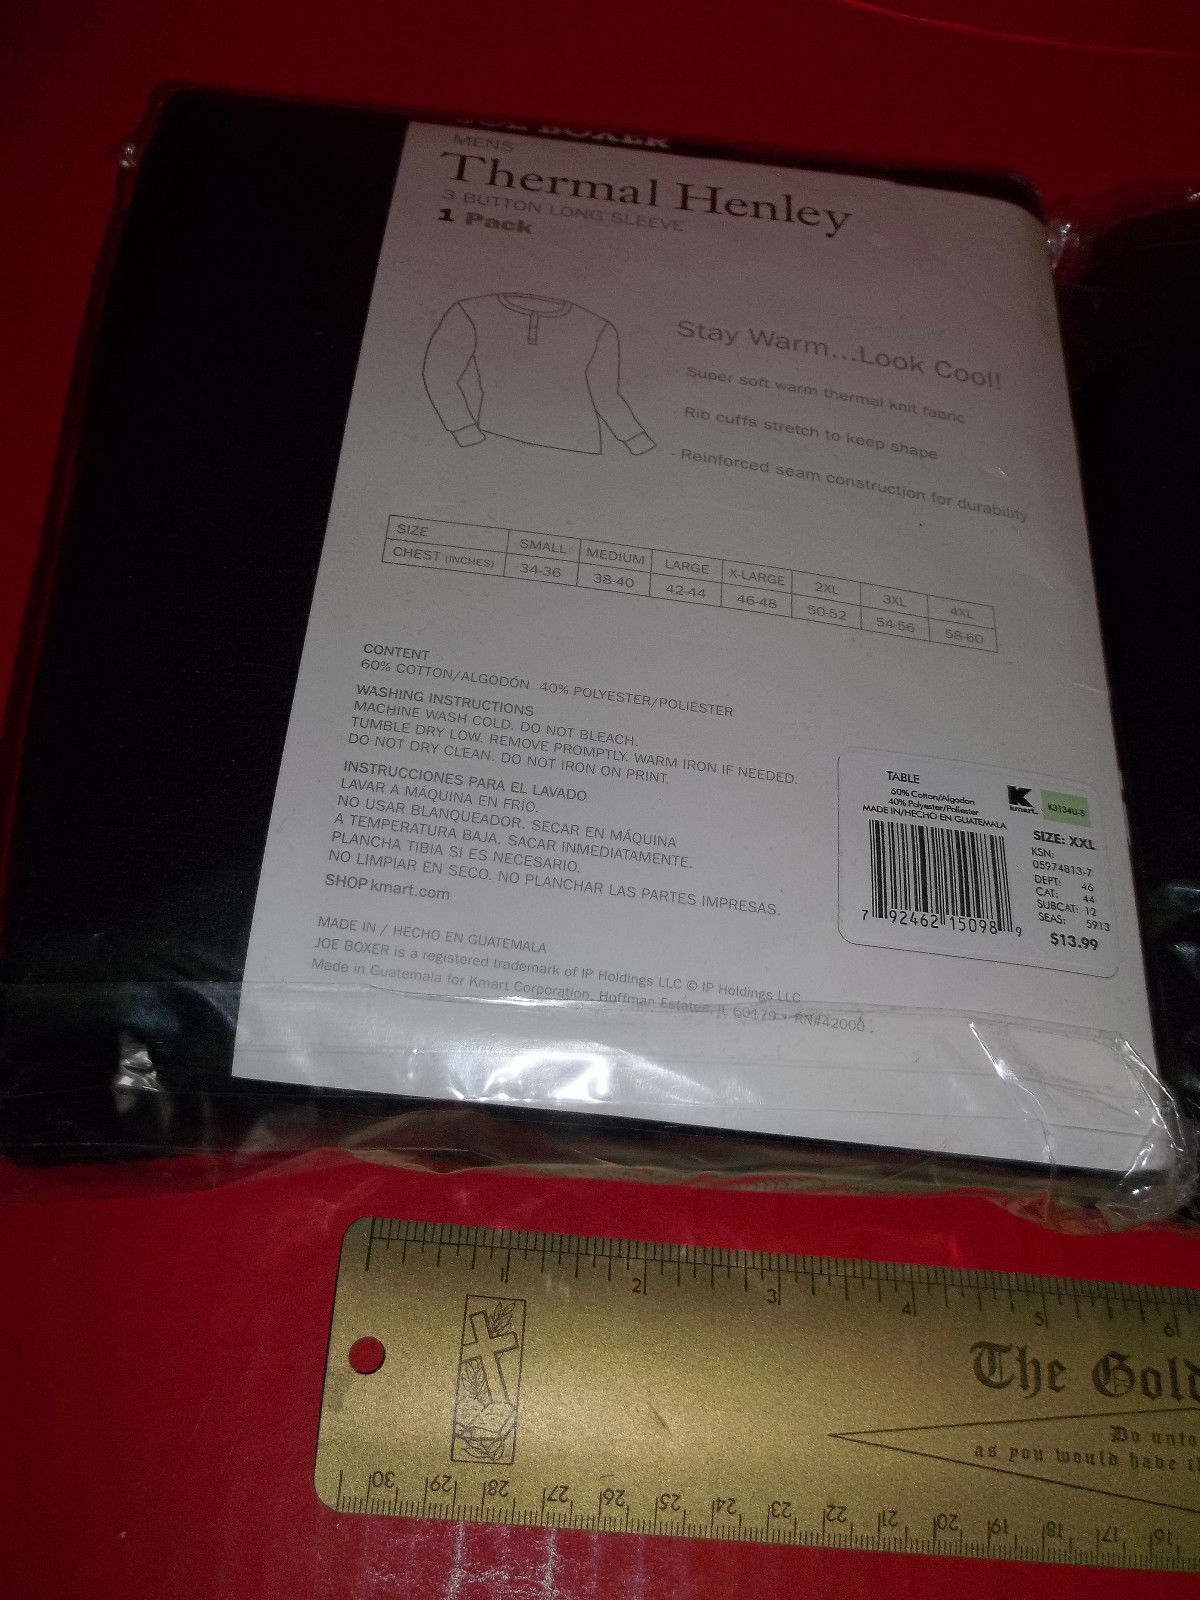 JOE BOXER
MENS
Thermal Henley
3 BUTTON LONG SLEEVE
1 Pack
Stay Warm...Look Cool!
· Super soft warm thermal knit fabric
· Rib cuffs stretch to keep shape
· Reinforced seam construction for durability
SIZE SMALL MEDIUM LARGE X-LARGE 2XL 3XL 4XL
CHEST (INCHES) 34-36 38-40 42-44 46-48 50-52 54-56 58-60
CONTENT
60% COTTON/ALGODÓN 40% POLYESTER/POLIÉSTER
WASHING INSTRUCTIONS
MACHINE WASH COLD. DO NOT BLEACH.
TUMBLE DRY LOW. REMOVE PROMPTLY. WARM IRON IF NEEDED.
DO NOT DRY CLEAN. DO NOT IRON ON PRINT.
INSTRUCCIONES PARA EL LAVADO
LAVAR A MÁQUINA EN FRÍO.
NO USAR BLANQUEADOR. SECAR EN MÁQUINA
A TEMPERATURA BAJA. SACAR INMEDIATAMENTE.
PLANCHA TIBIA SI ES NECESARIO.
NO LIMPIAR EN SECO. NO PLANCHAR LAS PARTES IMPRESAS.
SHOPkmart.com
MADE IN / HECHO EN GUATEMALA
JOE BOXER is a registered trademark of IP Holdings LLC © IP Holdings LLC
Made in Guatemala for Kmart Corporation, Hoffman Estates, IL 60179 · RN#42000
TABLE
60% Cotton/Algodon
40% Polyester/Poliester
MADE IN/HECHO EN GUATEMALA
K
kmart.
K3134U-S
SIZE: XXL
KSN:
05974813-7
DEPT: 46
CAT: 44
SUBCAT: 12
SEAS: 5913
$13.99
7 92462 15098 9
1 2 3 4 5 6
The Gold
Do unto
as you would have t
30 29 28 27 26 25 24 23 22 21 20 19 18 17 16